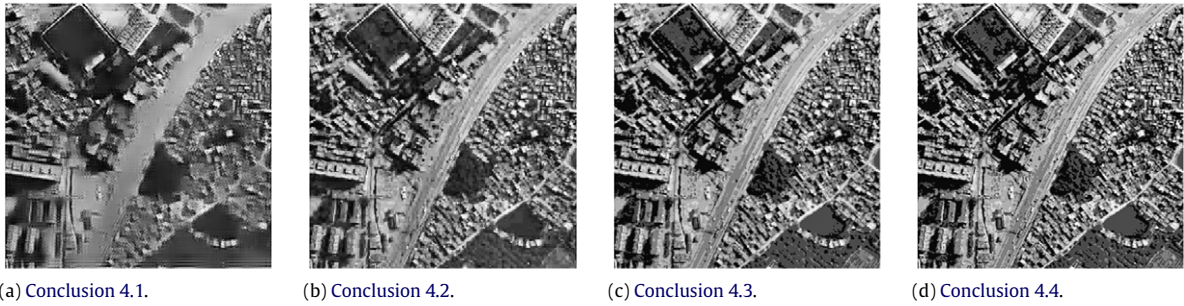 (a) Conclusion 4.1.
(b) Conclusion 4.2.
(c) Conclusion 4.3.
(d) Conclusion 4.4.